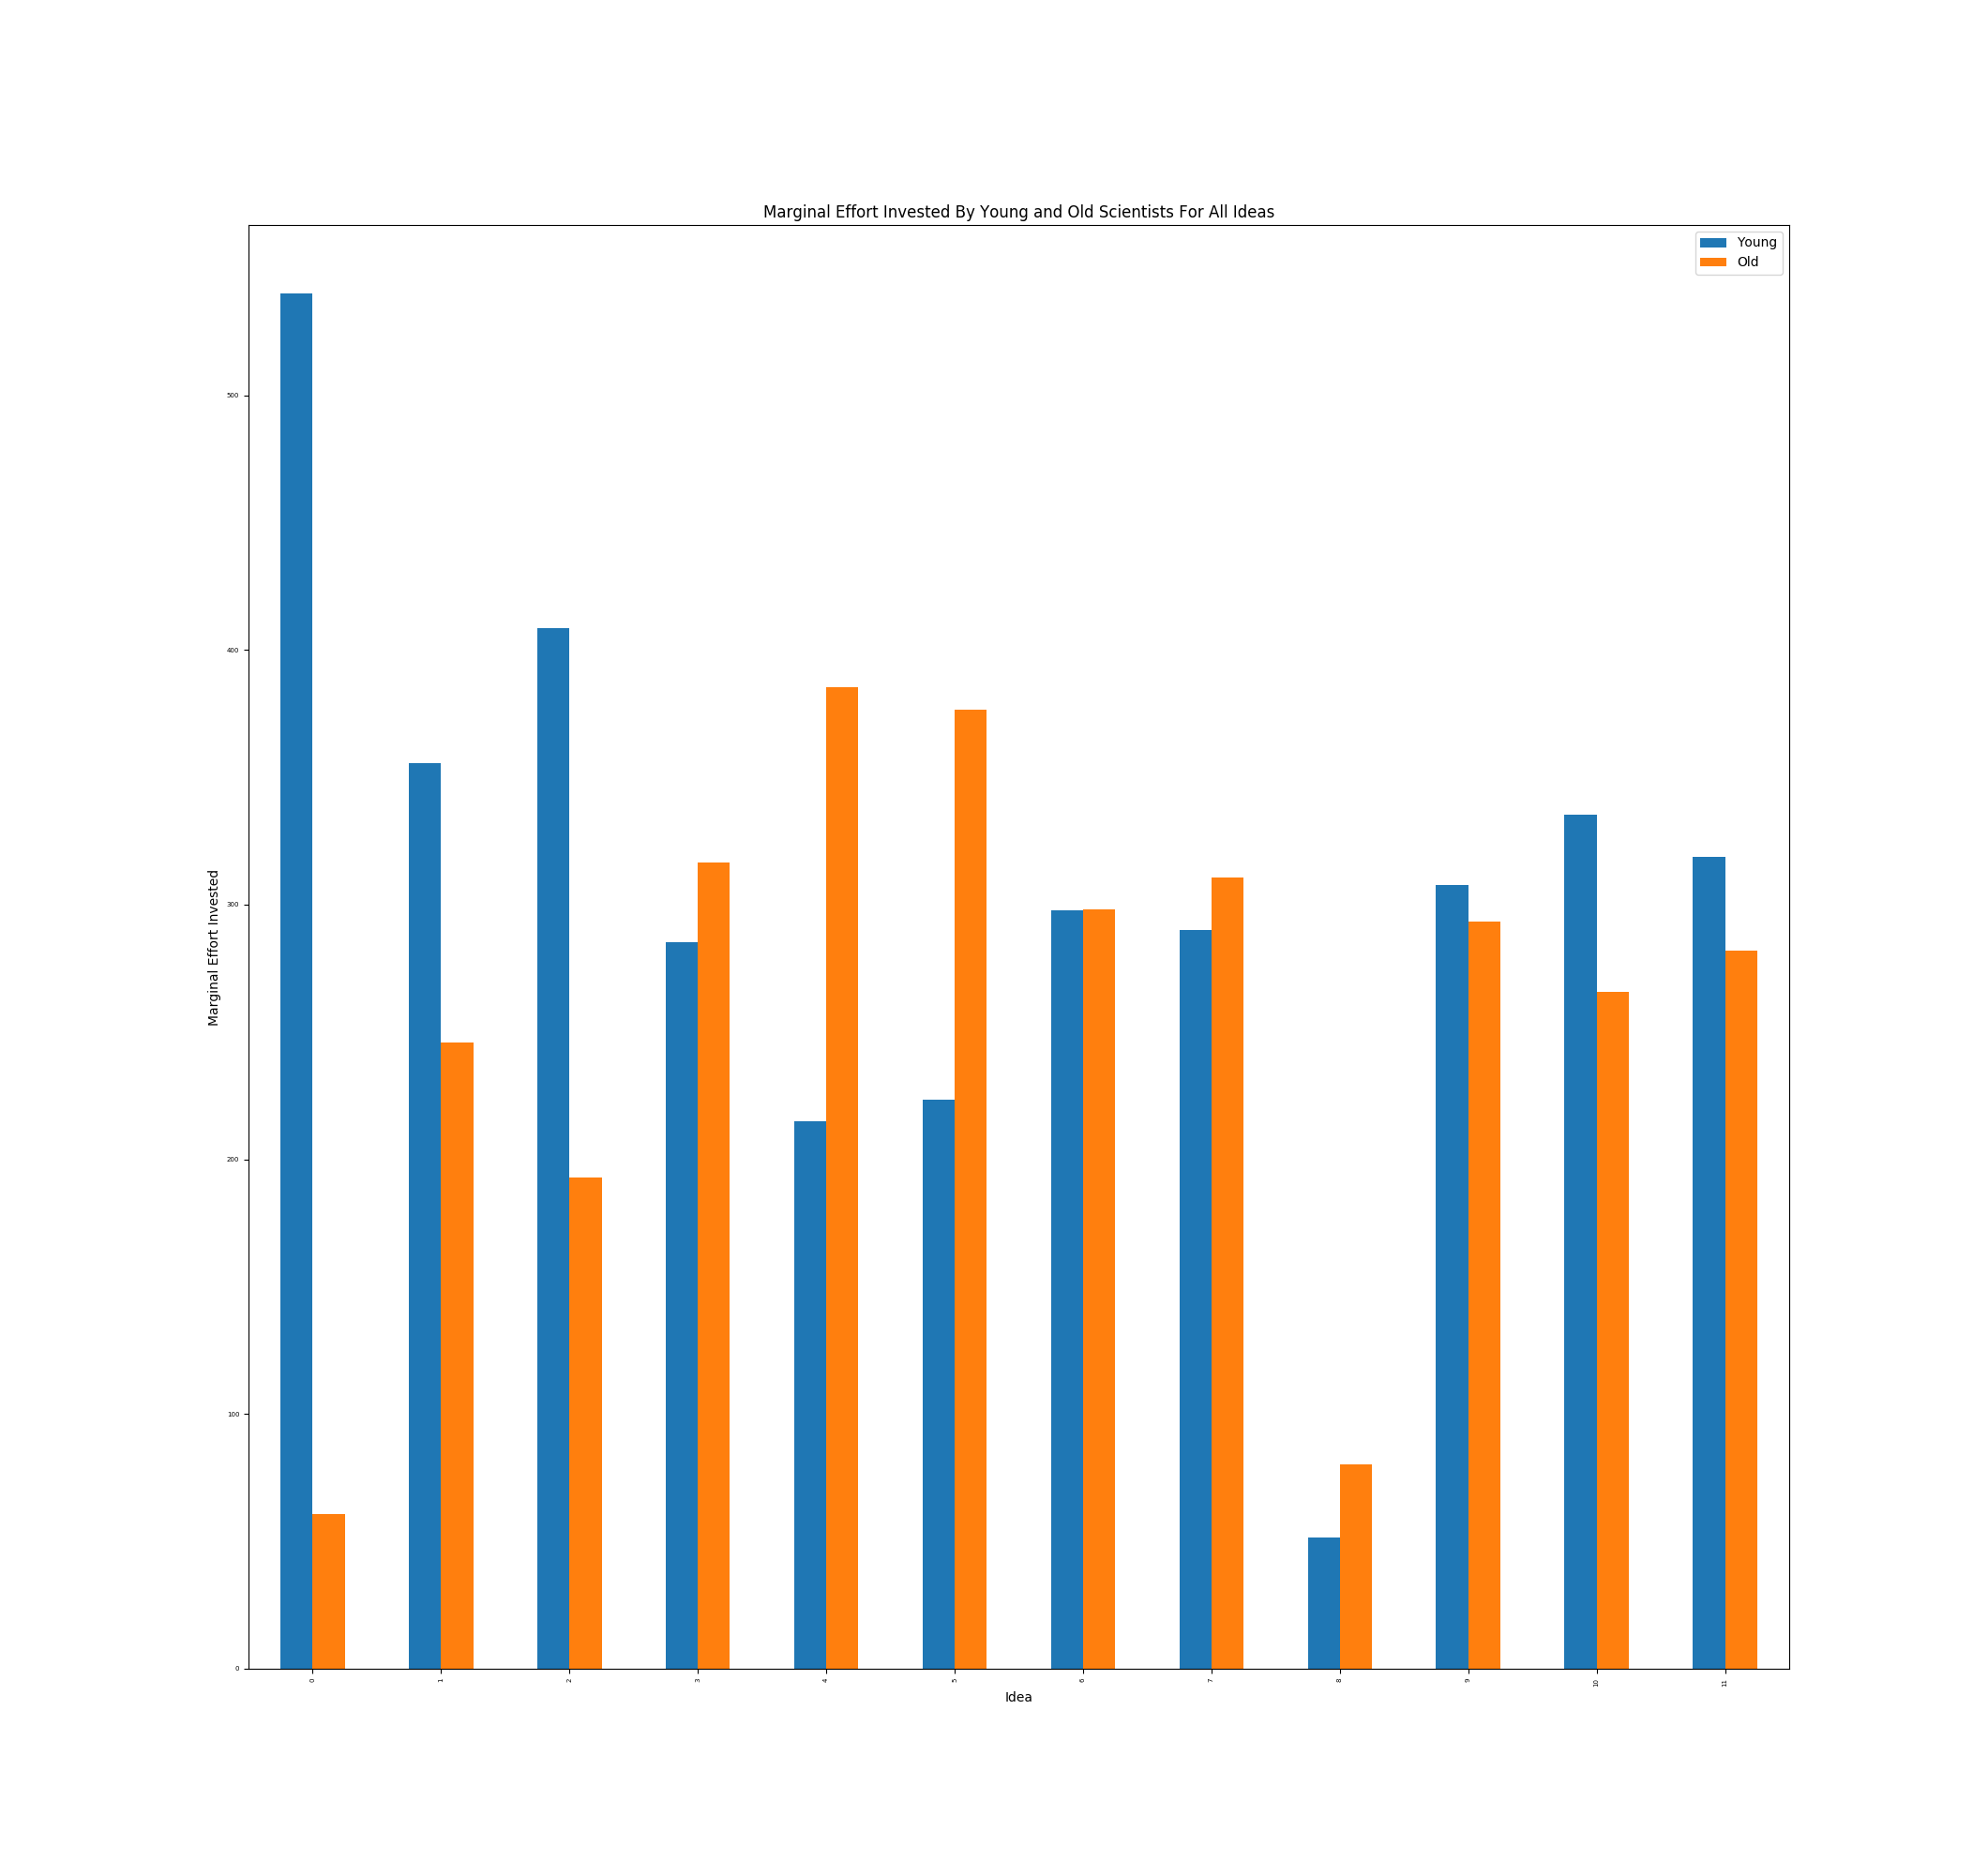 Marginal Effort Invested By Young and Old Scientists For All Ideas
Young
Old
500
400
300
200
100
0
Marginal Effort Invested
0 1 2 3 4 5 6 7 8 9 10 11
Idea